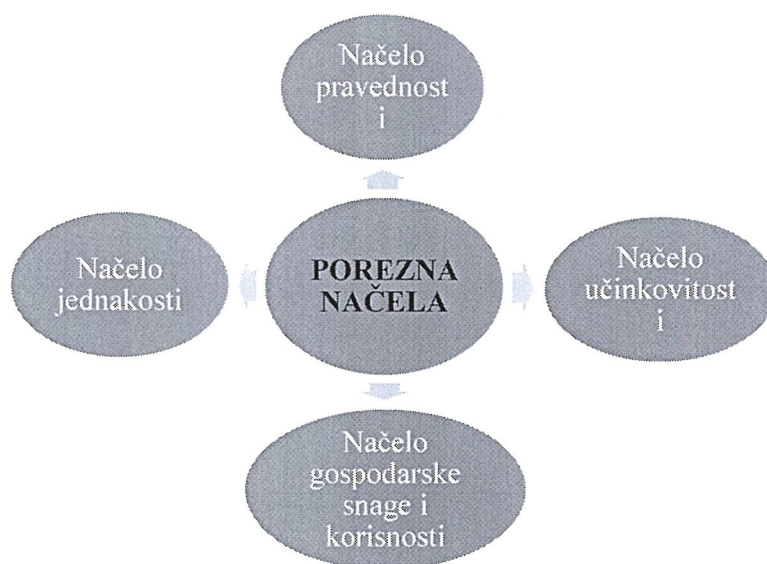 Načelo
pravednost
i
Načelo
jednakosti
POREZNA
NAČELA
Načelo
učinkovitost
i
Načelo
gospodarske
snage i
korisnosti